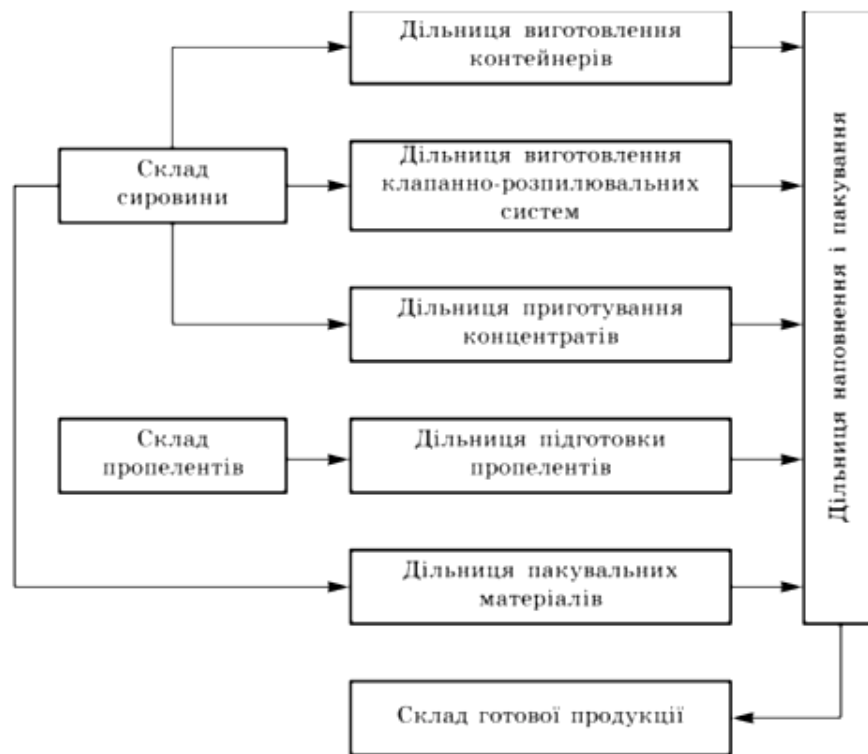 Дільниця виготовлення
контейнерів
Склад
сировини
Дільниця виготовлення
клапанно-розпилювальних
систем
Дільниця приготування
концентратів
Склад
пропелентів
Дільниця підготовки
пропелентів
Дільниця пакувальних
матеріалів
Склад готової продукції
Дільниця наповнення і пакування